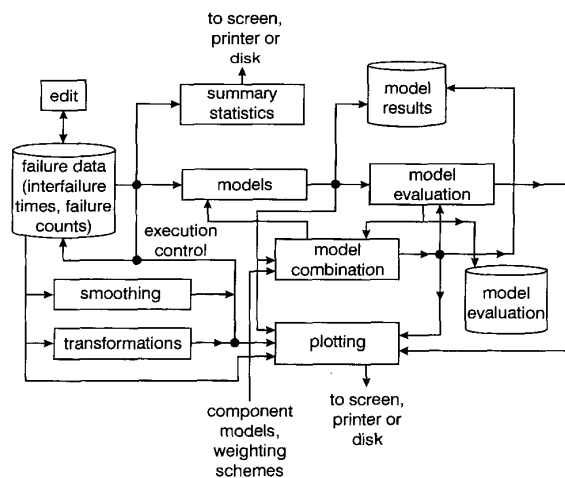 to screen,
printer or
disk
edit
summary
statistics
model
results
failure data
(interfailure
times, failure
counts)
models
model
evaluation
execution
control
model
combination
smoothing
model
evaluation
transformations
plotting
component
models,
weighting
schemes
to screen,
printer or
disk